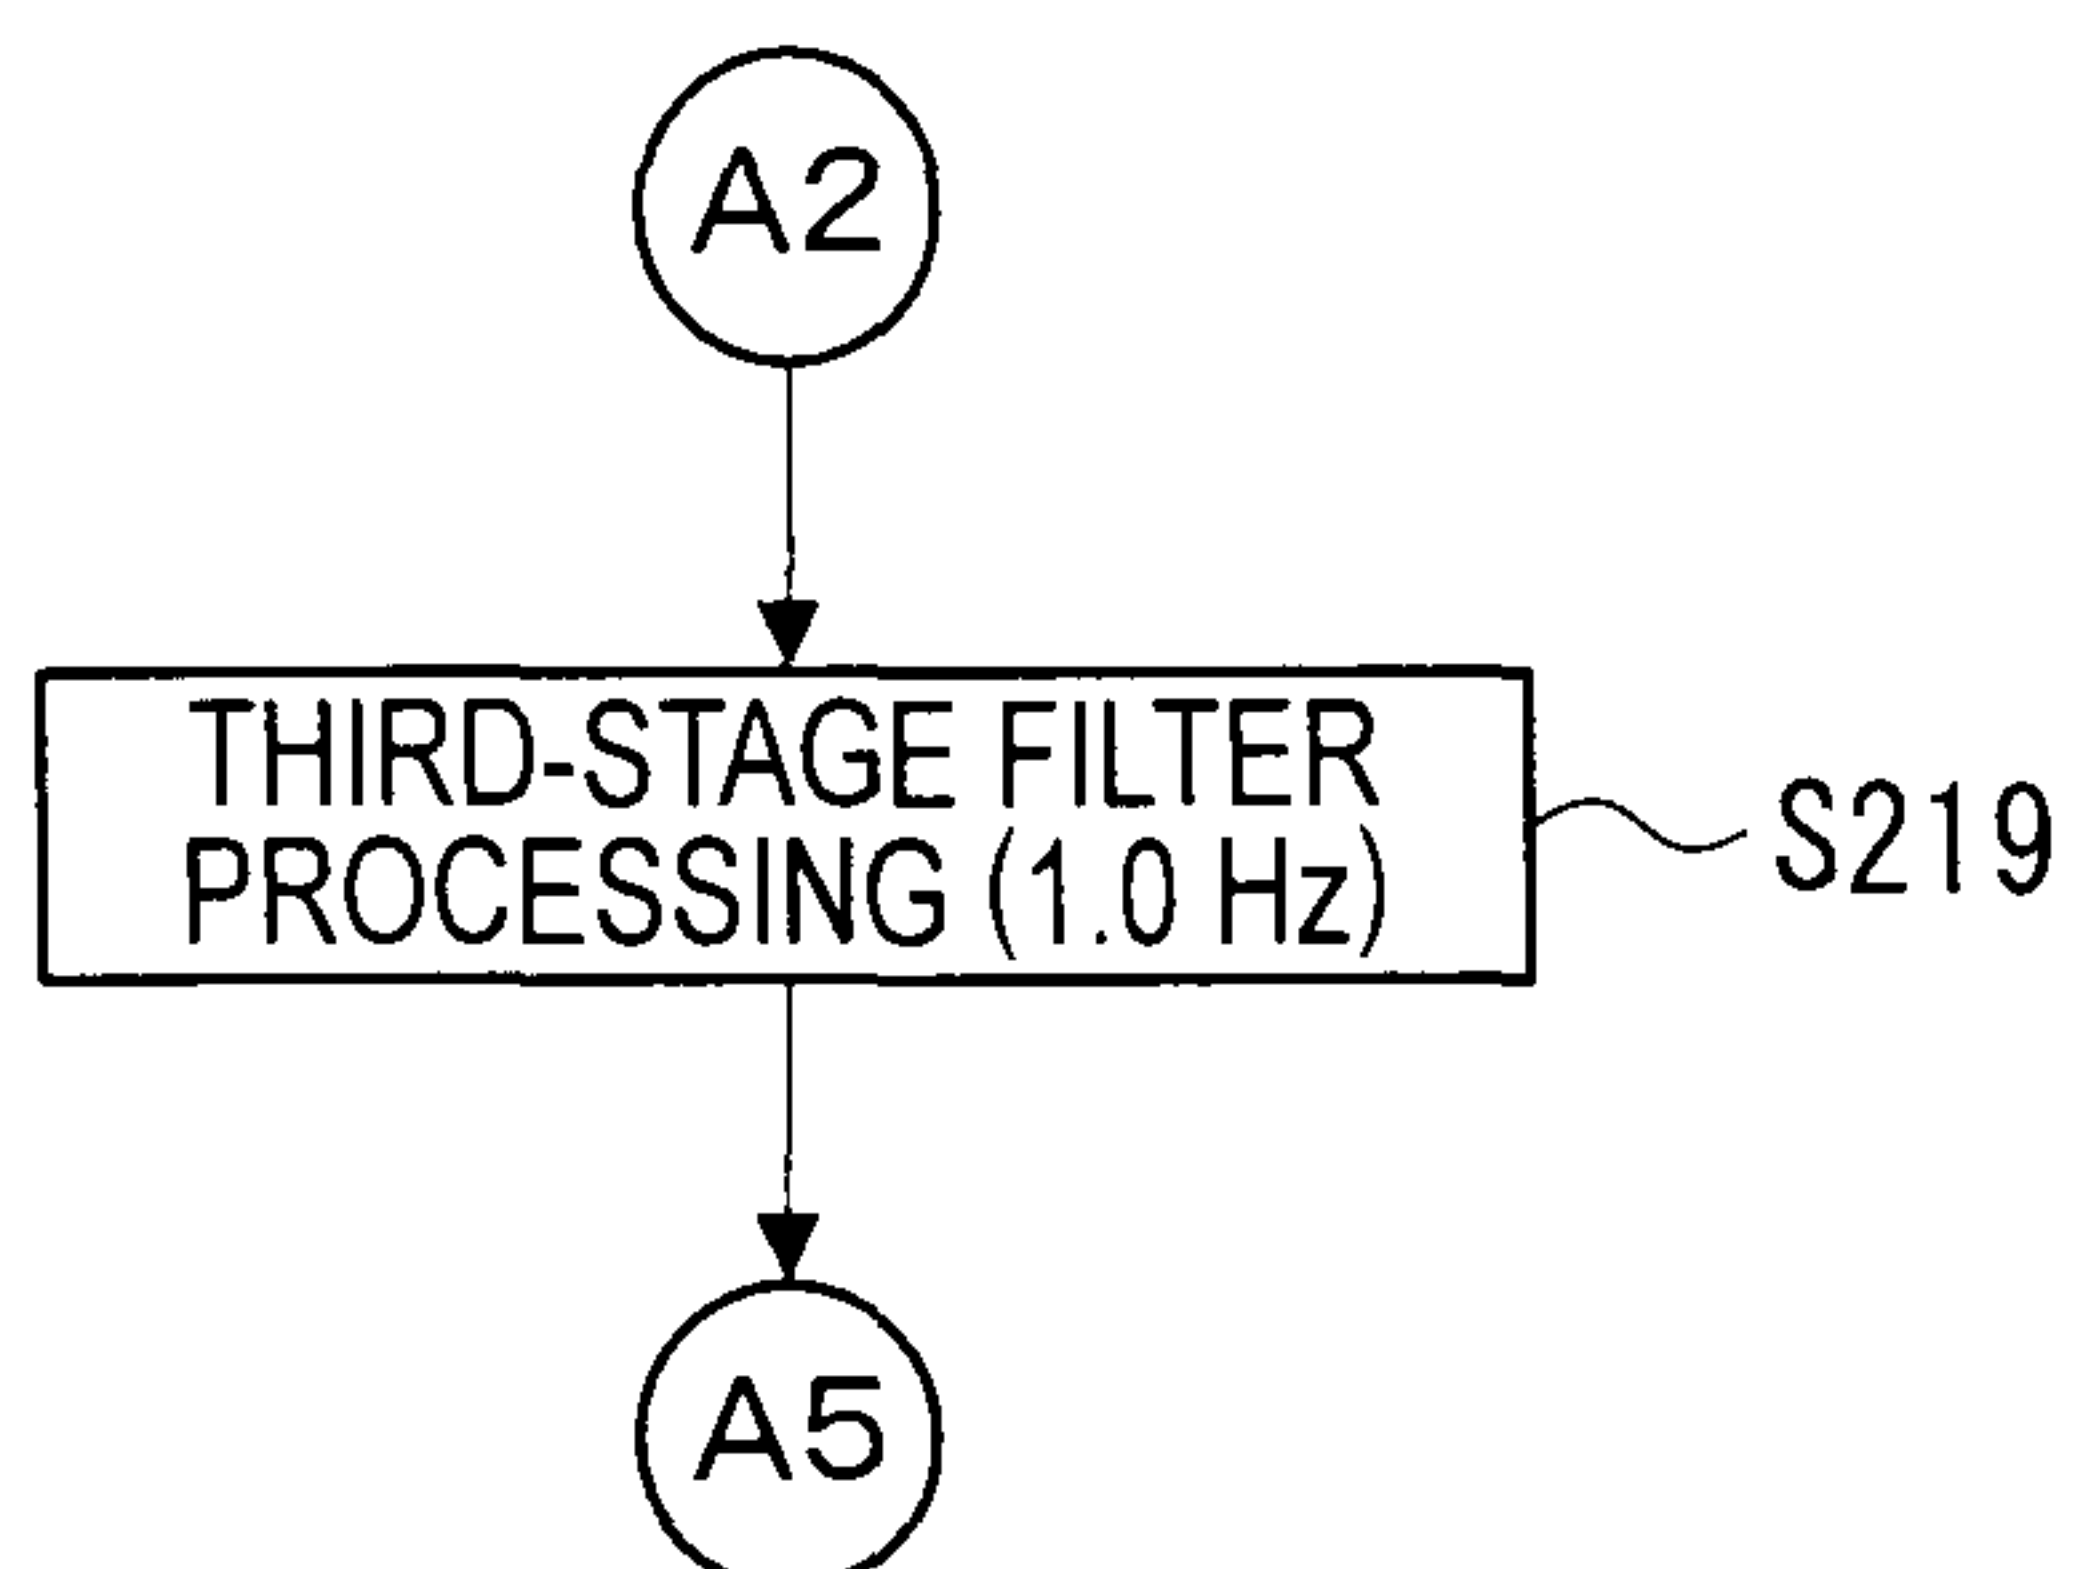 A2
THIRD-STAGE FILTER
PROCESSING (1.0 Hz)
S219
A5